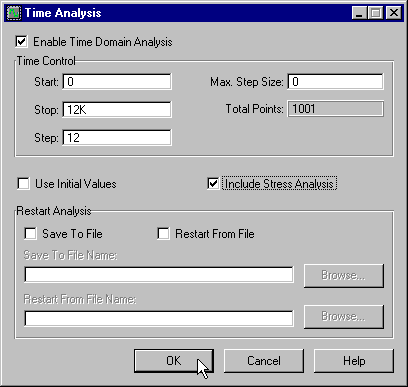 Time Analysis
Enable Time Domain Analysis
Time Control
Start: 0 Max. Step Size: 0
Stop: 12K Total Points: 1001
Step: 12
Use Initial Values Include Stress Analysis
Restart Analysis
Save To File Restart From File
Save To File Name:
Browse...
Restart From File Name:
Browse...
OK Cancel Help